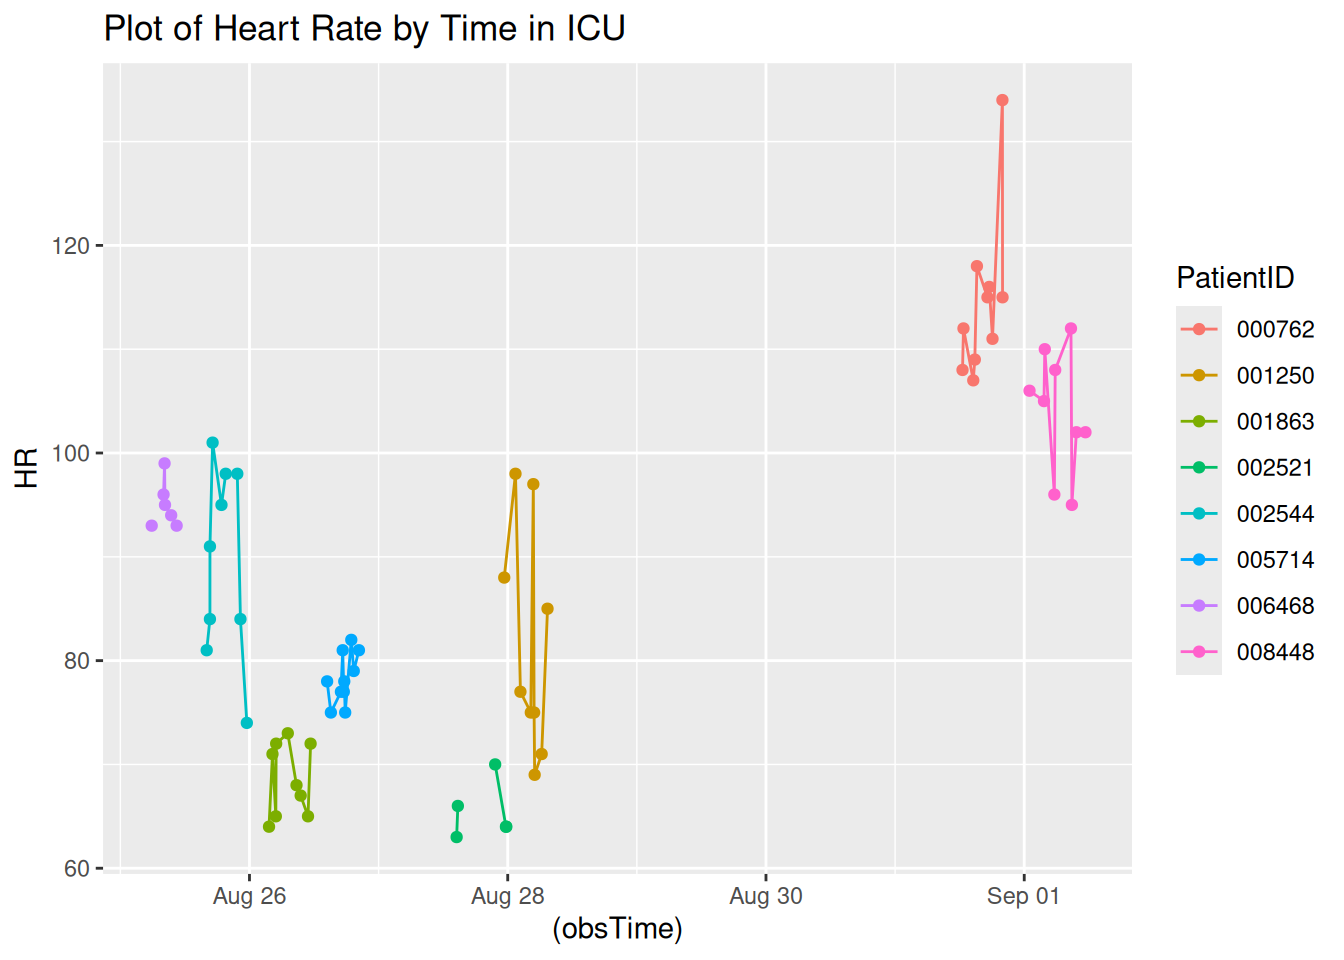 Plot of Heart Rate by Time in ICU
HR
120
100
80
60
Aug 26
Aug 28
Aug 30
Sep 01
(obsTime)
PatientID
000762
001250
001863
002521
002544
005714
006468
008448